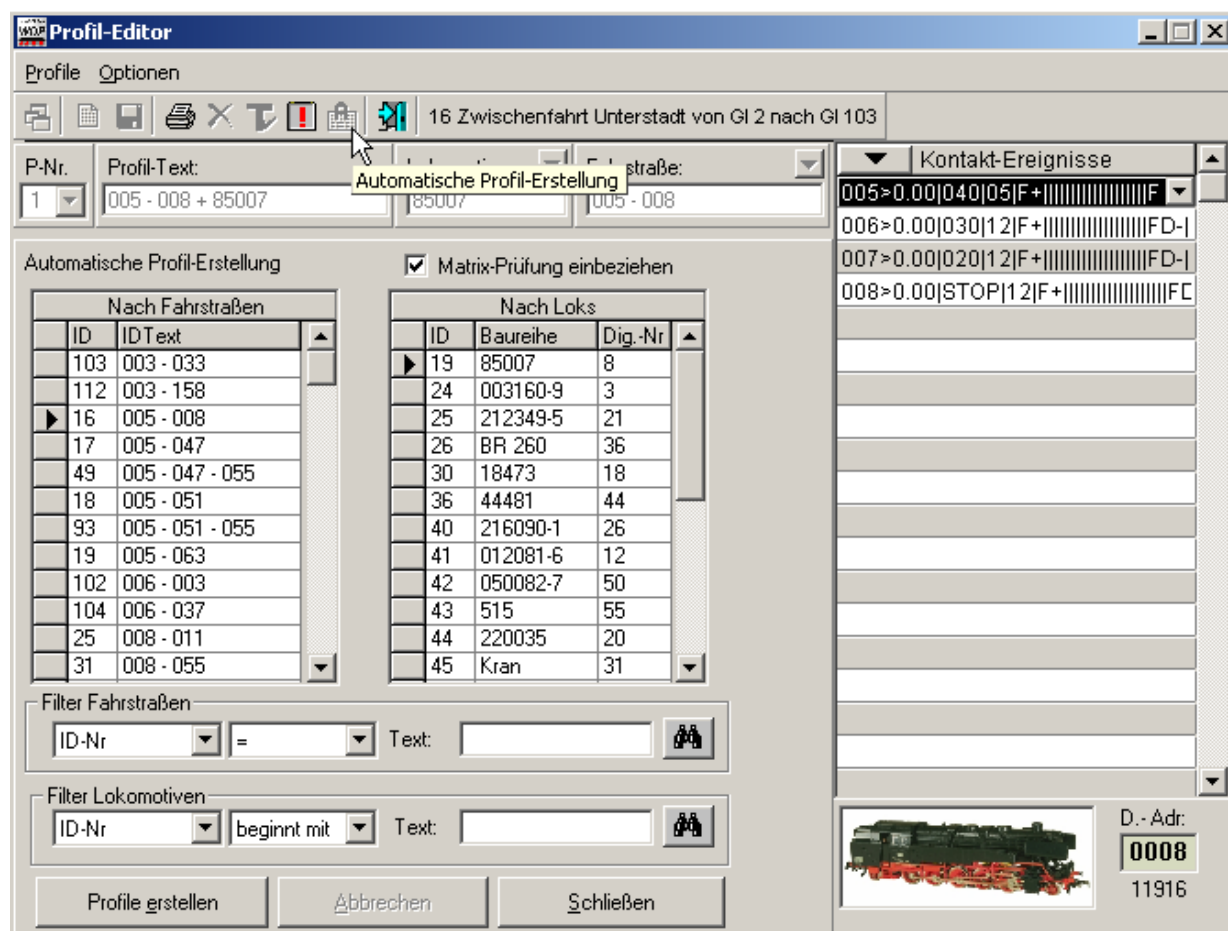 Profil-Editor
Profile Optionen
16 Zwischenfahrt Unterstadt von Gl 2 nach Gl 103
P-Nr. Profil-Text: straße:
Automatische Profil-Erstellung
1 005 - 008 + 85007 85007 005 - 008
Automatische Profil-Erstellung
Matrix-Prüfung einbeziehen
Nach Fahrstraßen
ID IDText
103 003 - 033
112 003 - 158
16 005 - 008
17 005 - 047
49 005 - 047 - 055
18 005 - 051
93 005 - 051 - 055
19 005 - 063
102 006 - 003
104 006 - 037
25 008 - 011
31 008 - 055
Nach Loks
ID Baureihe Dig.-Nr
19 85007 8
24 003160-9 3
25 212349-5 21
26 BR 260 36
30 18473 18
36 44481 44
40 216090-1 26
41 012081-6 12
42 050082-7 50
43 515 55
44 220035 20
45 Kran 31
Filter Fahrstraßen
ID-Nr = Text:
Filter Lokomotiven
ID-Nr beginnt mit Text:
Profile erstellen Abbrechen Schließen
Kontakt-Ereignisse
005>0.00|040|05|F+|||||||||||||||||||F
006>0.00|030|12|F+|||||||||||||||||||FD-|
007>0.00|020|12|F+|||||||||||||||||||FD-|
008>0.00|STOP|12|F+|||||||||||||||||||FD
D.- Adr:
0008
11916